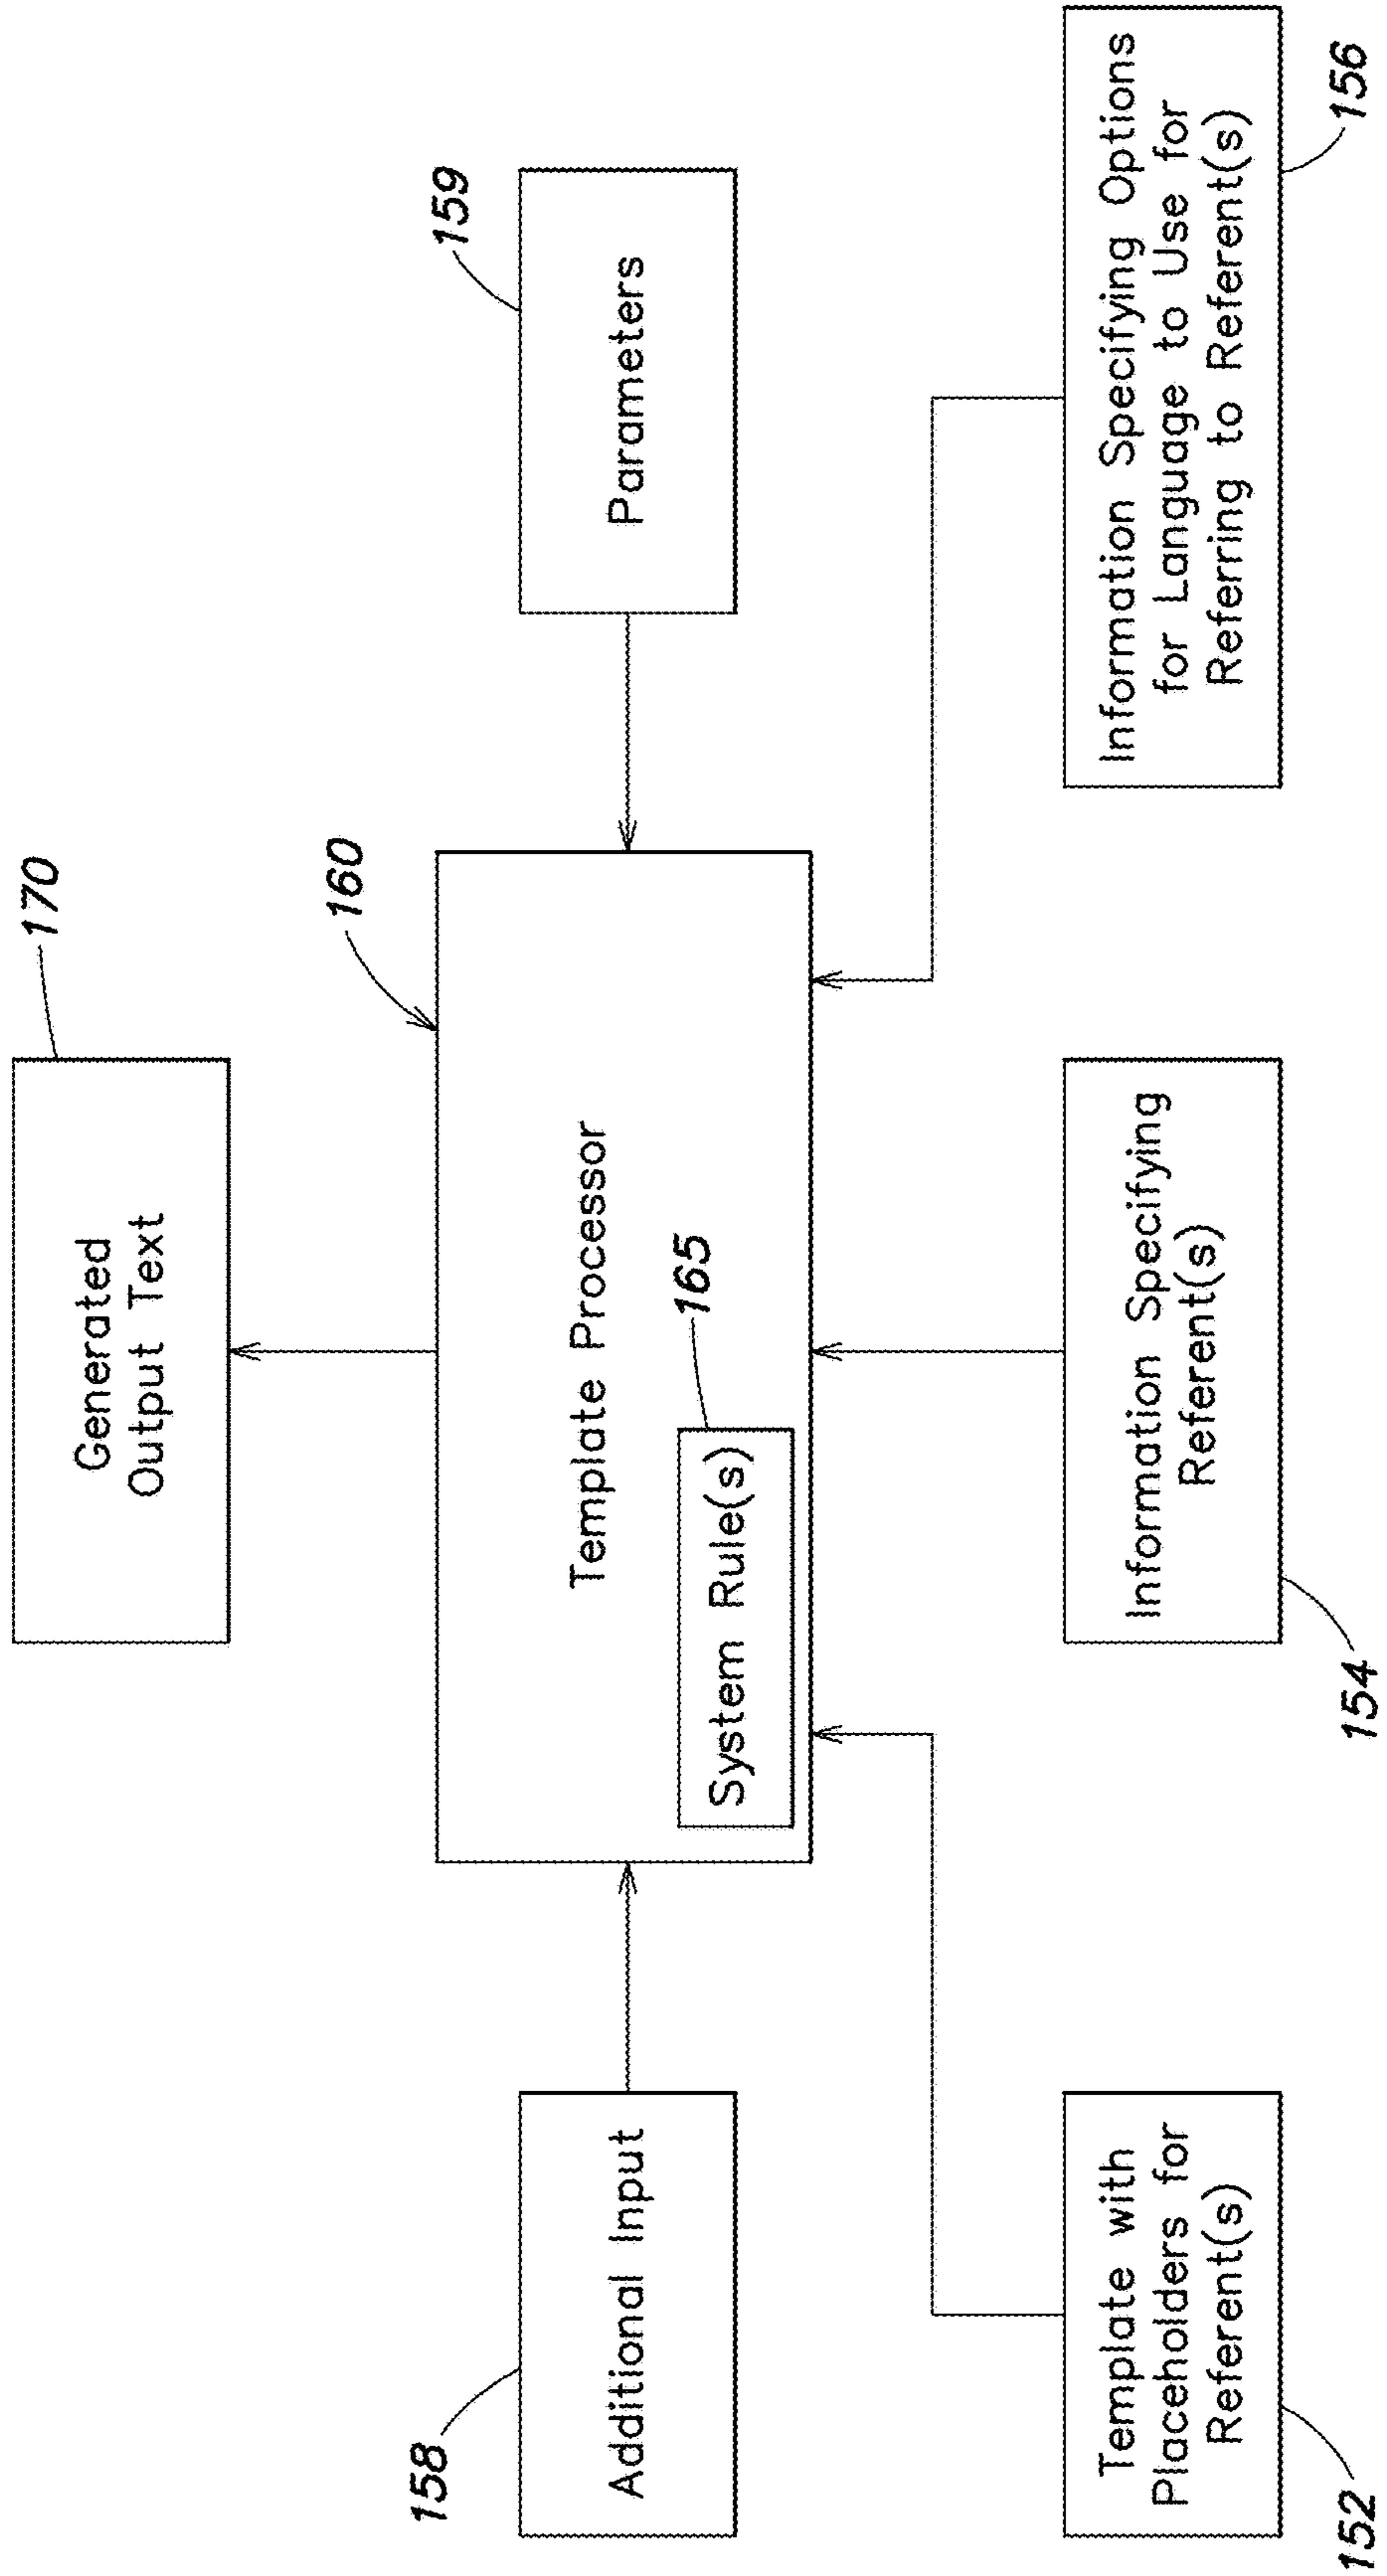 170
Generated
Output Text
160
Template Processor
165
System Rule(s)
158
Additional Input
159
Parameters
Template with
Placeholders for
Referent(s)
152
Information Specifying
Referent(s)
154
Information Specifying Options
for Language to Use for
Referring to Referent(s)
156